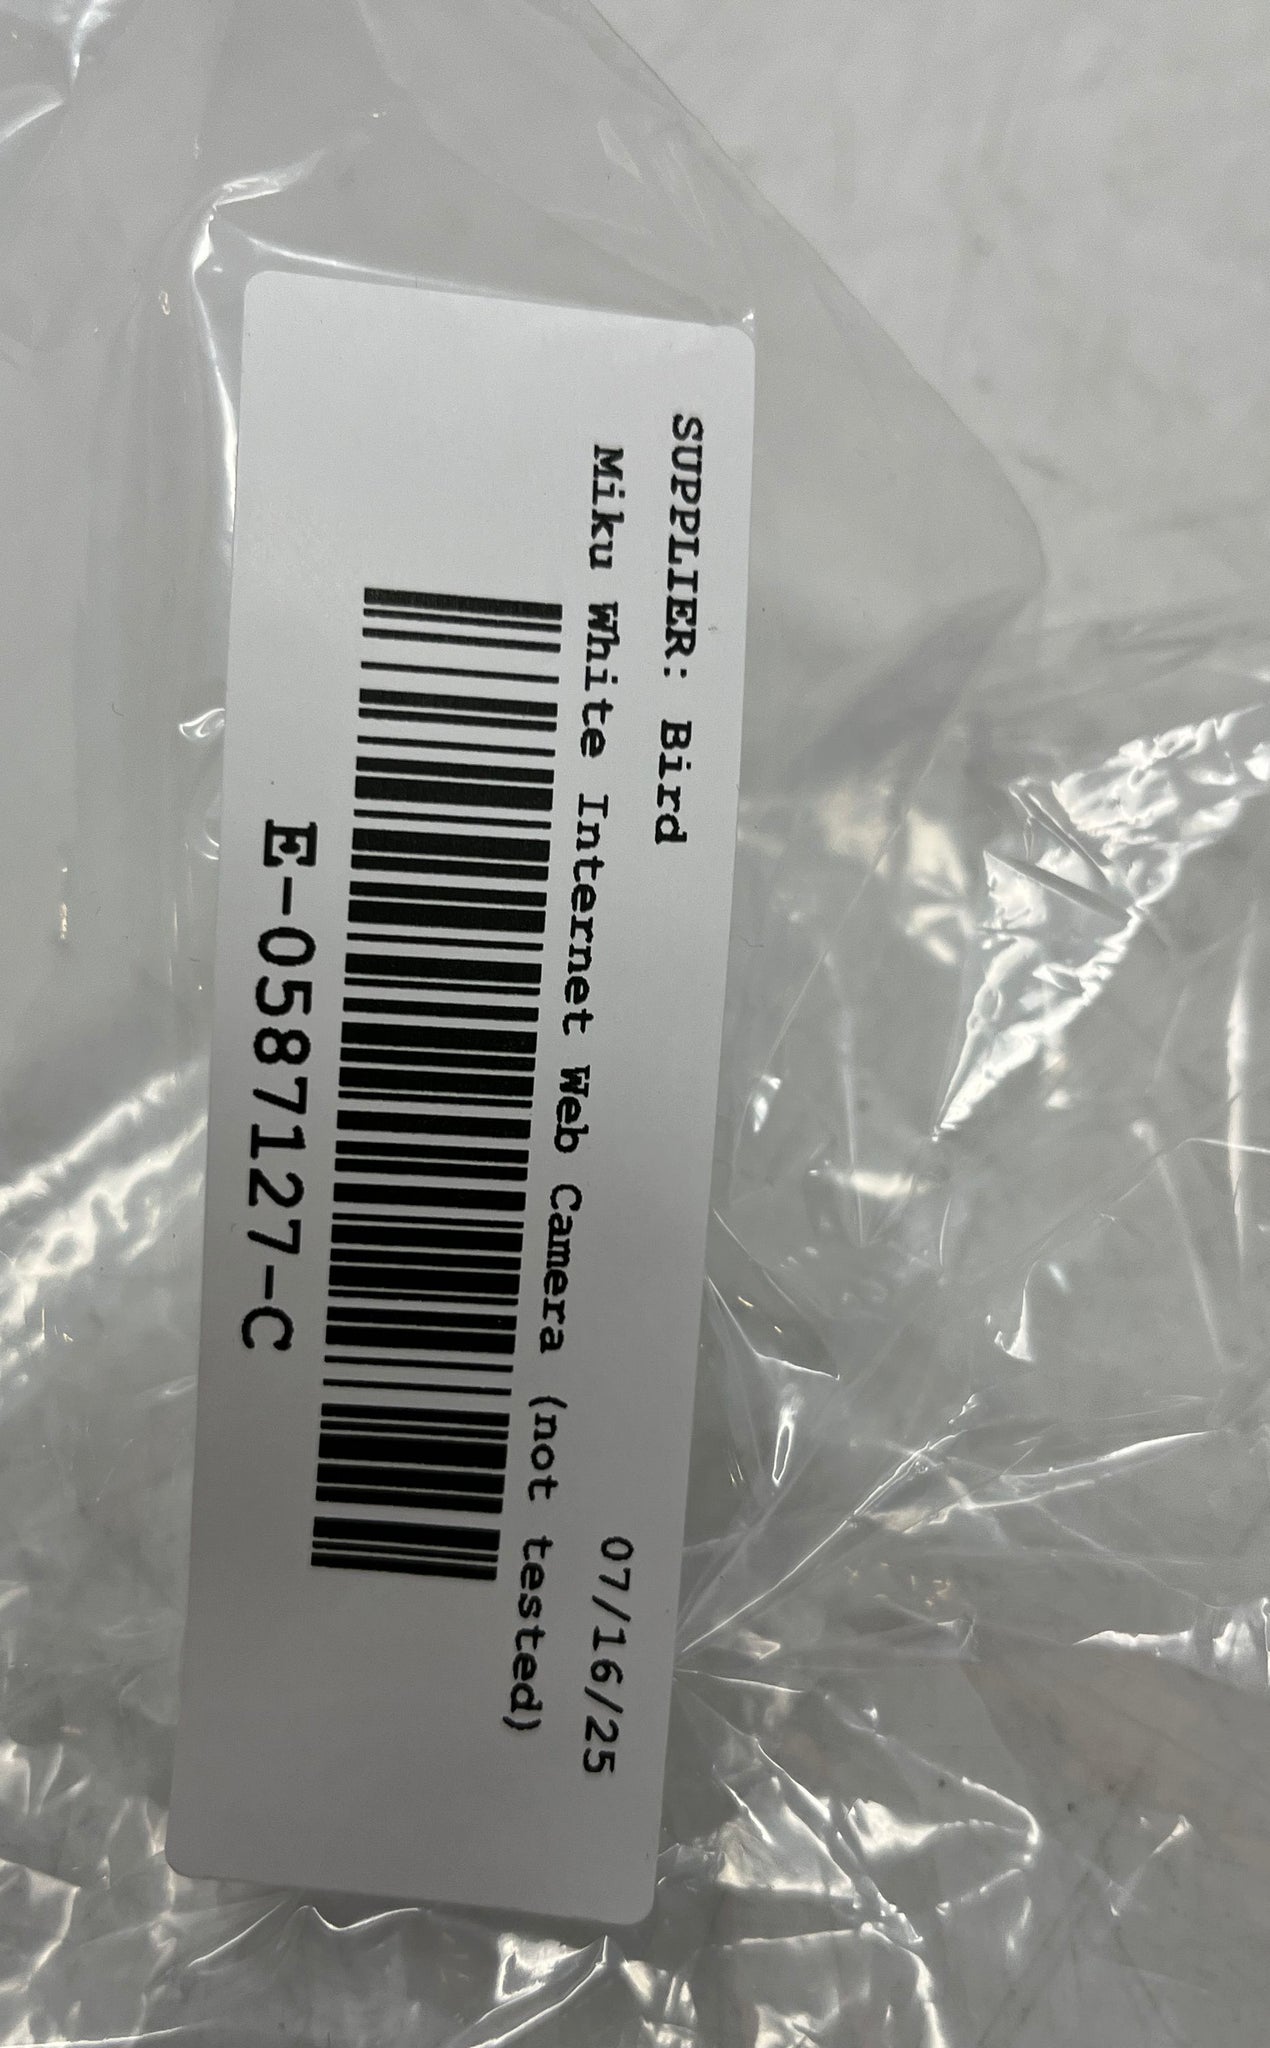 SUPPLIER: Bird
07/16/25
Miku White Internet Web Camera (not tested)
E-0587127-C